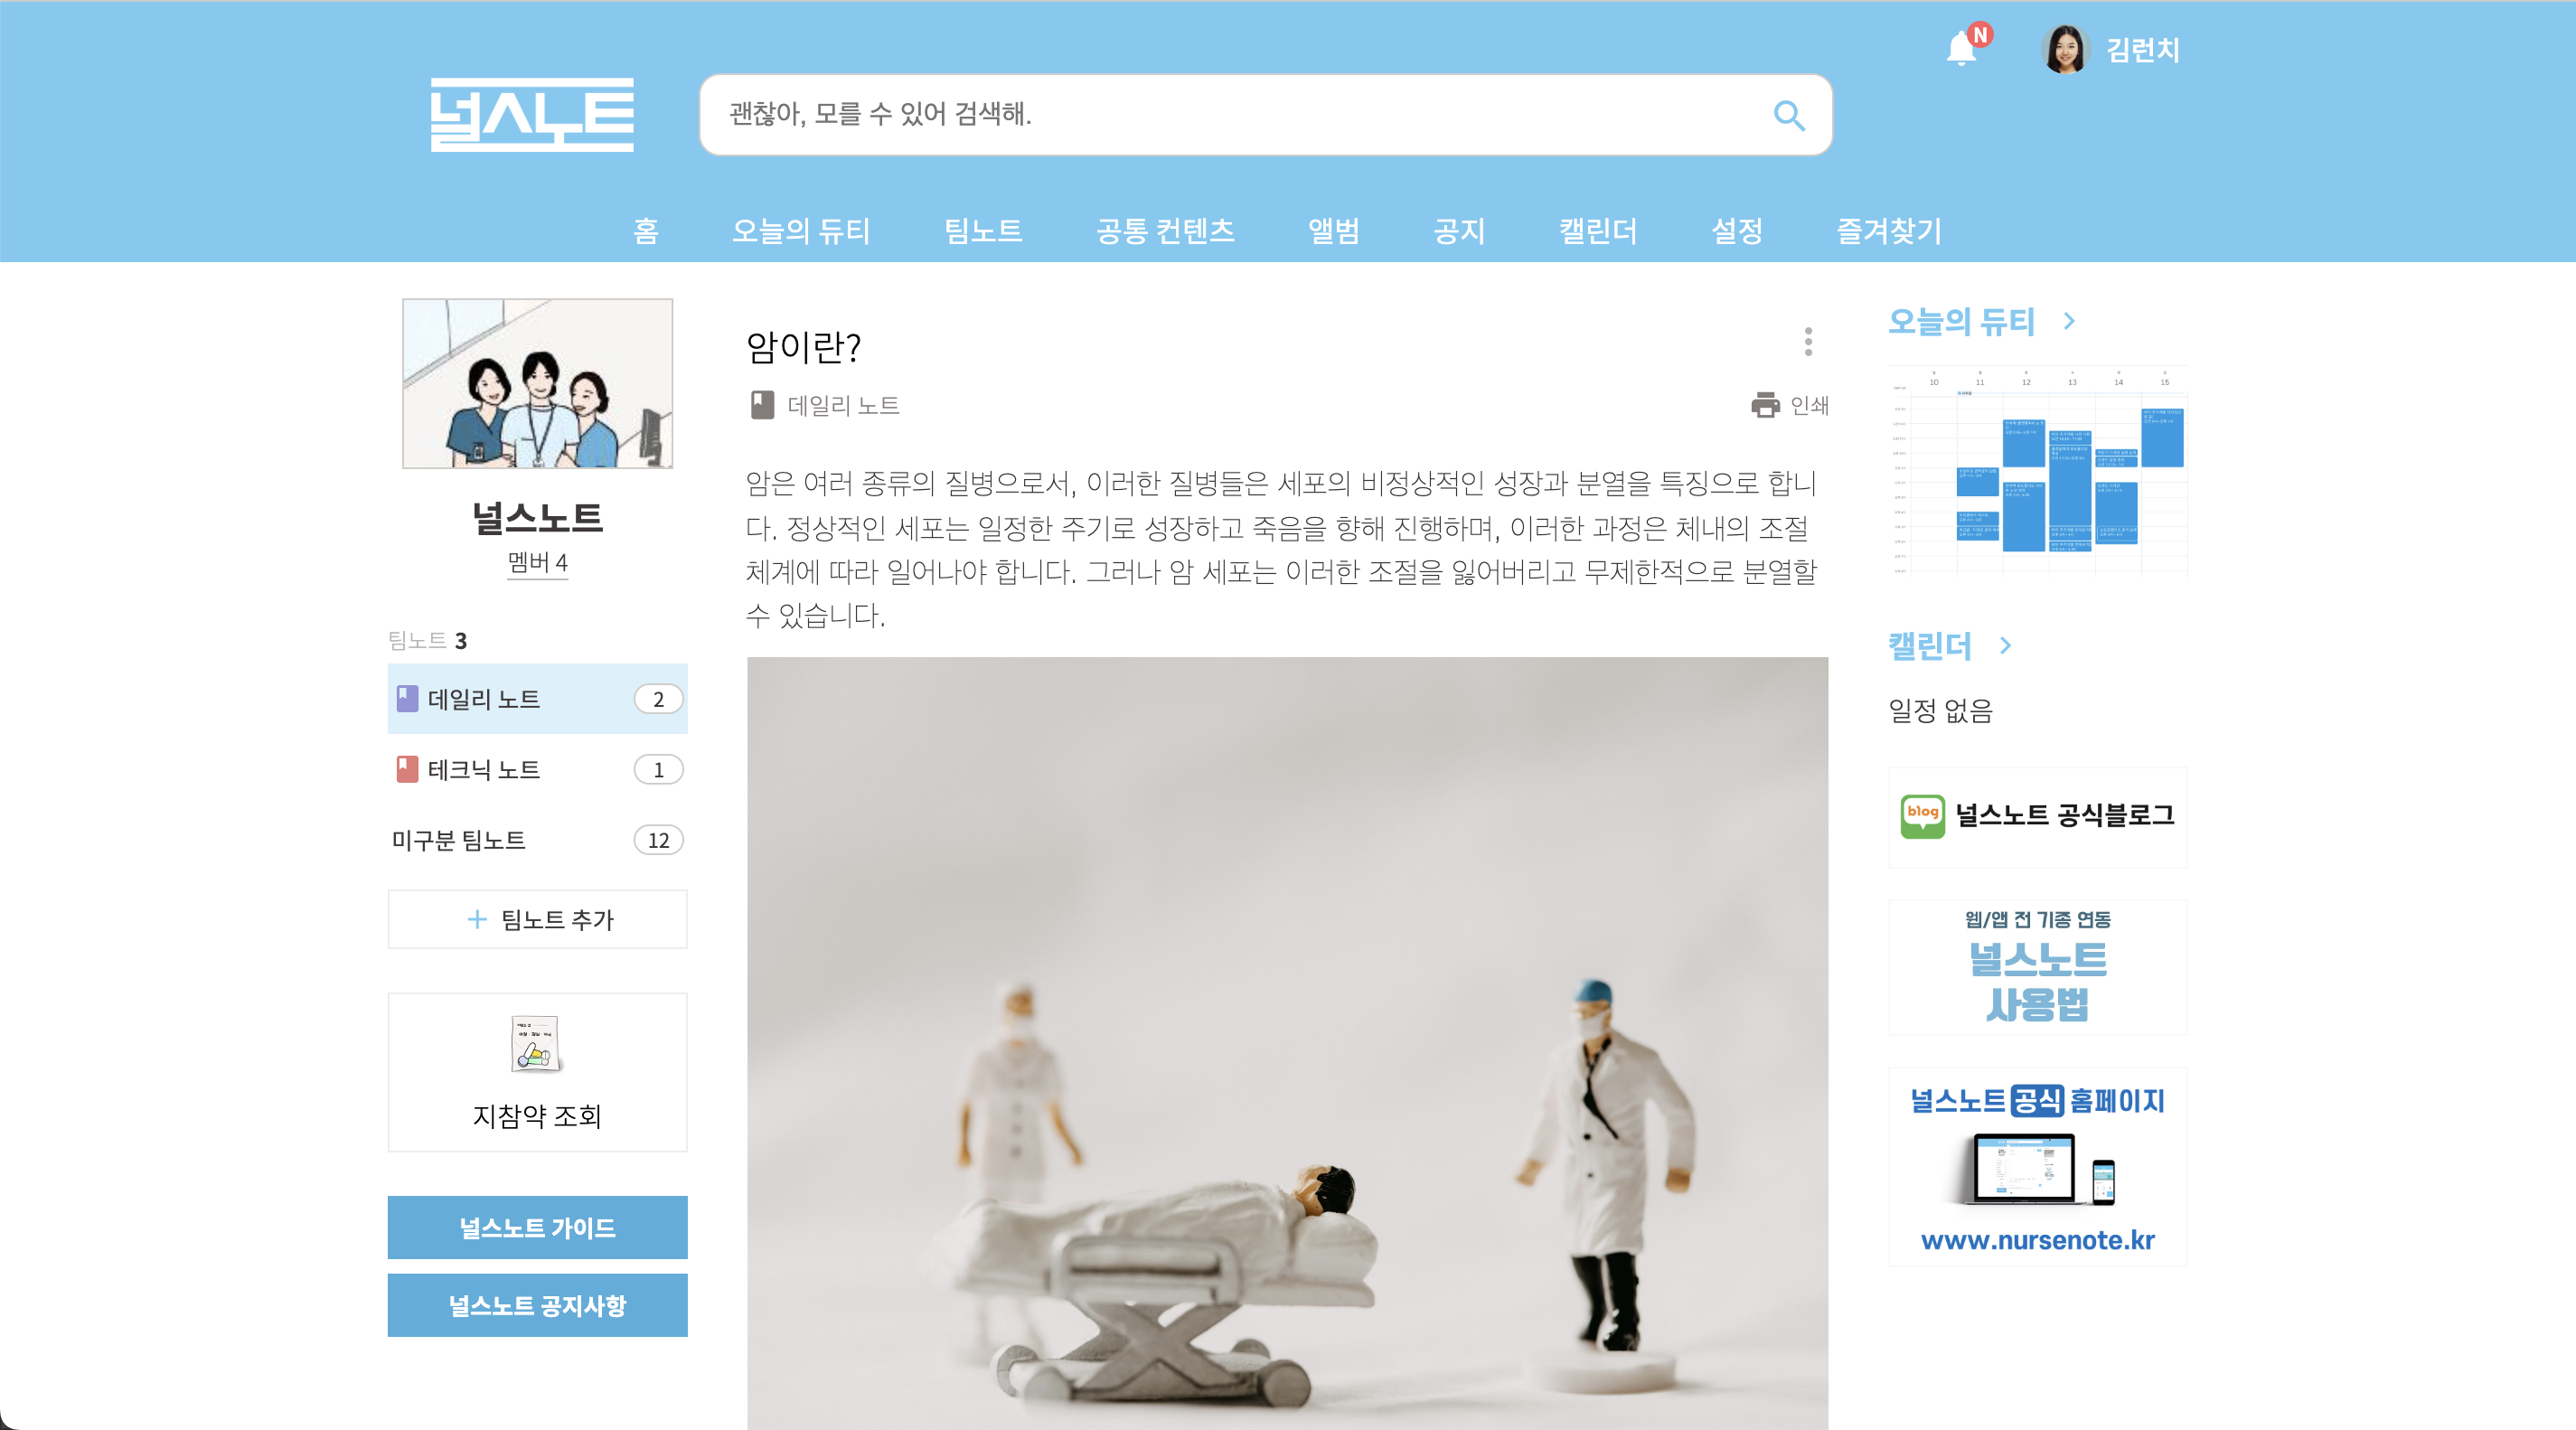 N
김런치
널스노트
괜찮아, 모를 수 있어 검색해.
홈 오늘의 듀티 팀노트 공통 컨텐츠 앨범 공지 캘린더 설정 즐겨찾기
널스노트
멤버 4
팀노트 3
데일리 노트 2
테크닉 노트 1
미구분 팀노트 12
팀노트 추가
지참약 조회
널스노트 가이드
널스노트 공지사항
암이란?
데일리 노트
인쇄
암은 여러 종류의 질병으로서, 이러한 질병들은 세포의 비정상적인 성장과 분열을 특징으로 합니
다. 정상적인 세포는 일정한 주기로 성장하고 죽음을 향해 진행하며, 이러한 과정은 체내의 조절
체계에 따라 일어나야 합니다. 그러나 암 세포는 이러한 조절을 잃어버리고 무제한적으로 분열할
수 있습니다.
오늘의 듀티
10 11 12 13 14 15
캘린더
일정 없음
blog 널스노트 공식블로그
웹/앱 전 기종 연동
널스노트
사용법
널스노트 공식 홈페이지
www.nursenote.kr